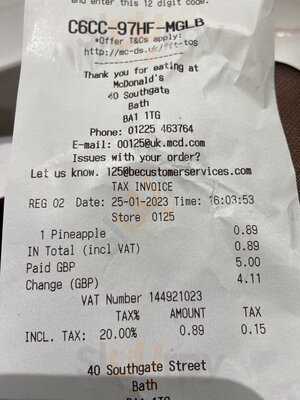 and enter this 12 digit code.
C6CC-97HF-MGLB
*Offer T&Cs apply:
Thank you for eating at
McDonald's
40 Southgate
Bath
BA1 1TG
Phone: 01225 463764
E-mail: 00125@uk.mcd.com
Issues with your order?
Let us know. 125@becustomerservices.com
TAX INVOICE
REG 02 Date: 25-01-2023 Time: 16:03:53
Store 0125
1 Pineapple 0.89
IN Total (incl VAT) 0.89
Paid GBP 5.00
Change (GBP) 4.11
VAT Number 144921023
TAX% AMOUNT TAX
INCL. TAX: 20.00% 0.89 0.15
40 Southgate Street
Bath
BA1 1TG